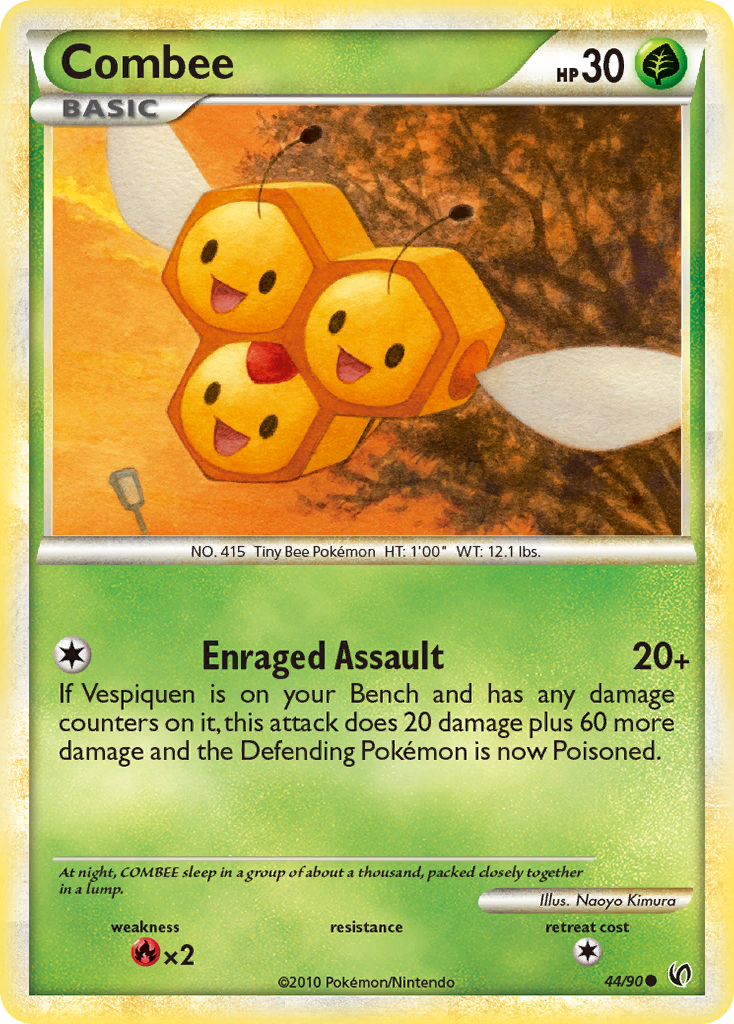 Combee
HP 30
BASIC
NO. 415 Tiny Bee Pokémon HT: 1'00" WT: 12.1 lbs.
Enraged Assault 20+
If Vespiquen is on your Bench and has any damage
counters on it, this attack does 20 damage plus 60 more
damage and the Defending Pokémon is now Poisoned.
At night, COMBEE sleep in a group of about a thousand, packed closely together
in a lump.
Illus. Naoyo Kimura
weakness resistance retreat cost
×2
©2010 Pokémon/Nintendo 44/90